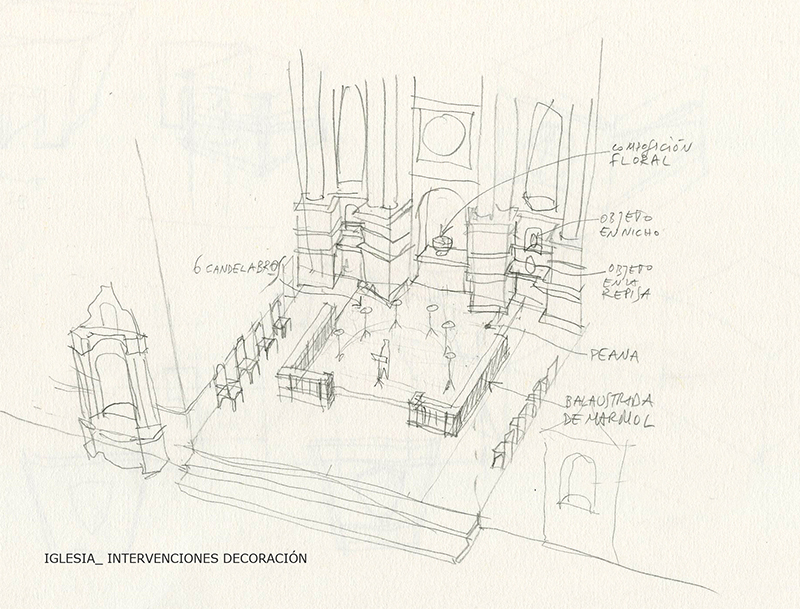 COMPOSICIÓN
FLORAL
OBJETO
EN NICHO
6 CANDELABROS
OBJETO
EN LA
REPISA
PEANA
BALAUSTRADA
DE MARMOL
IGLESIA_ INTERVENCIONES DECORACIÓN